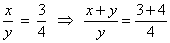 x/y = 3/4 ⇒ (x+y)/y = (3+4)/4